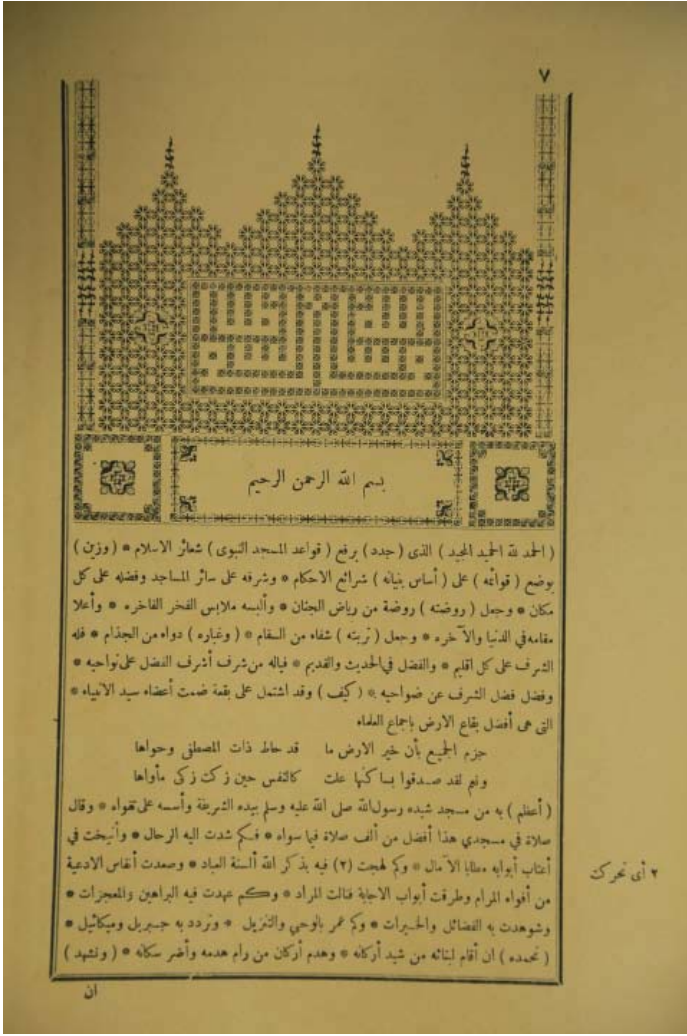 ٧
بسم الله الرحمن الرحيم
( الحمد لله الحميد المجيد ) الذى ( جدد ) برفع ( قواعد المسجد النبوى ) شعائر الاسلام * ( وزين )
بوضع ( قوائمه ) على ( أساس بنيانه ) شرائع الاحكام * وشرفه على سائر المساجد وفضله على كل
مكان * وجعل ( روضته ) روضة من رياض الجنان * وألبسه ملابس الفخر الفاخره * وأعلا
مقامه فى الدنيا والآخره * وجعل ( تربته ) شفاه من السقام * ( وغباره ) دواه من الجذام * فله
الشرف على كل اقليم * والفضل فى الحديث والقديم * فياله من شرف أشرف الفضل على نواحيه *
وفضل فضل الشرف عن ضواحيه * ( كيف ) وقد اشتمل على بقعة ضمت أعضاء سيد الانبياء *
التى هى أفضل بقاع الارض باجماع العلماء
جزم الجميع بأن خير الارض ما قد حاط ذات المصطفى وحواها
ونعم لقد صدقوا بساكنها علت كالنفس حين زكت زكى مأواها
( أعظم ) به من مسجد شيده رسول الله صلى الله عليه وسلم بيده الشريفة وأسسه على تقواه * وقال
صلاة في مسجدي هذا أفضل من ألف صلاة فيما سواه * فكم شدت اليه الرحال * وأنيخت في
أعتاب أبوابه مطايا الآمال * وكم لهجت (٢) فيه بذكر الله ألسنة العباد * وصعدت أنفاس الادعية
من أفواه المرام وطرقت أبواب الاجابة فنالت المراد * وكم عهدت فيه البراهين والمعجزات *
وشوهدت به الفضائل والخيرات * وكم عمر بالوحي والتنزيل * وتردد به جبريل وميكائيل *
( نحمده ) ان أقام لبنائه من شيد أركانه * وهدم أركان من رام هدمه وأضر سكانه * ( ونشهد )
ان
٢ أى تحركت